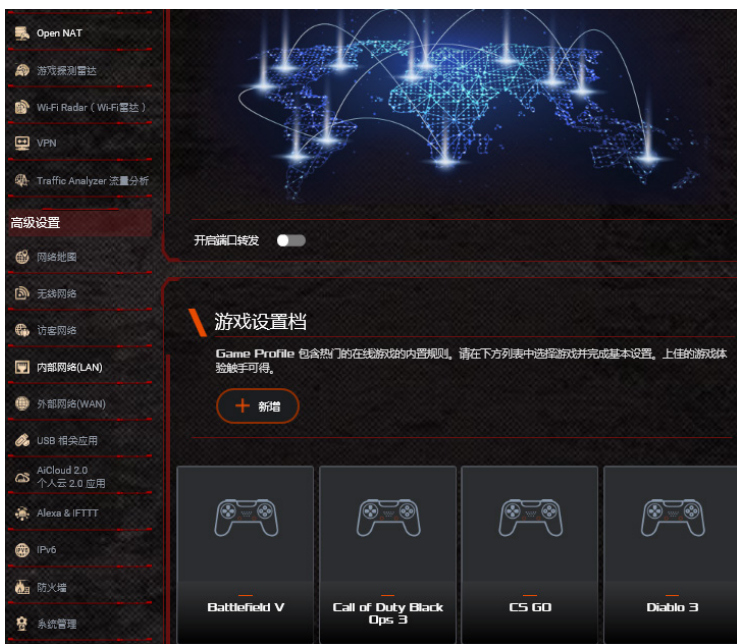 Open NAT
游戏探测雷达
Wi-Fi Radar（Wi-Fi雷达）
VPN
Traffic Analyzer 流量分析
高级设置
网络地图
无线网络
访客网络
内部网络(LAN)
外部网络(WAN)
USB 相关应用
AiCloud 2.0
个人云 2.0 应用
Alexa & IFTTT
IPv6
防火墙
系统管理
开启端口转发
游戏设置档
Game Profile 包含热门的在线游戏的内置规则。请在下方列表中选择游戏并完成基本设置。上佳的游戏体
验触手可得。
新增
Battlefield V
Call of Duty Black
Ops 3
CS GO
Diablo 3